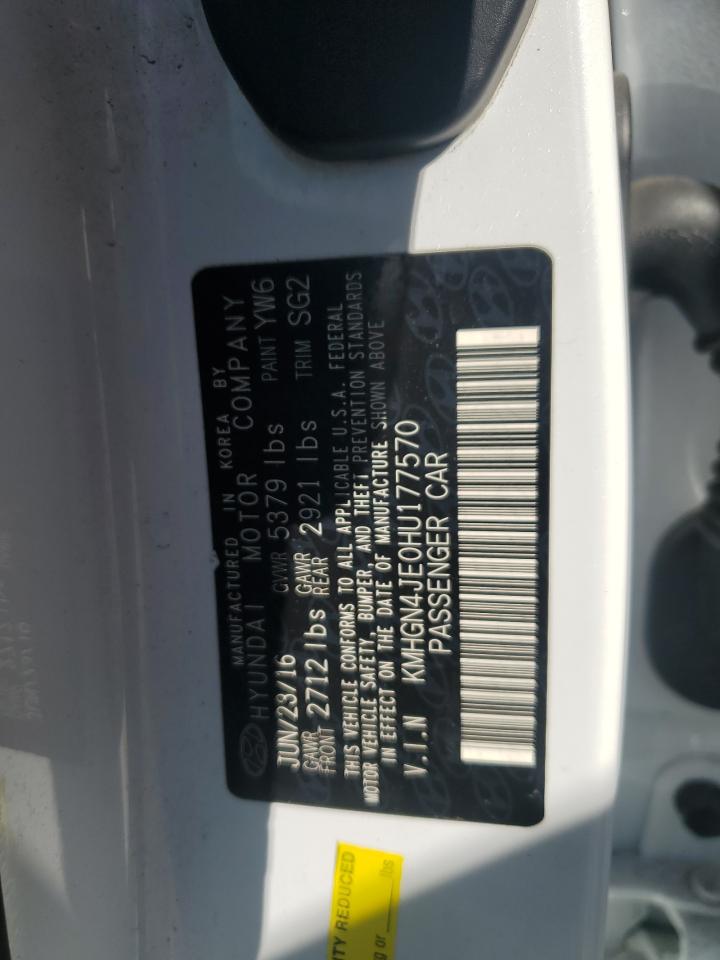 MANUFACTURED IN KOREA BY
HYUNDAI MOTOR COMPANY
JUN/23/16 GVWR 5379 lbs PAINT YW6
GAWR FRONT 2712 lbs GAWR REAR 2921 lbs TRIM SG2
THIS VEHICLE CONFORMS TO ALL APPLICABLE U.S.A. FEDERAL
MOTOR VEHICLE SAFETY, BUMPER, AND THEFT PREVENTION STANDARDS
IN EFFECT ON THE DATE OF MANUFACTURE SHOWN ABOVE
V.I.N KMHGN4JE0HU177570
PASSENGER CAR
REDUCED
or lbs